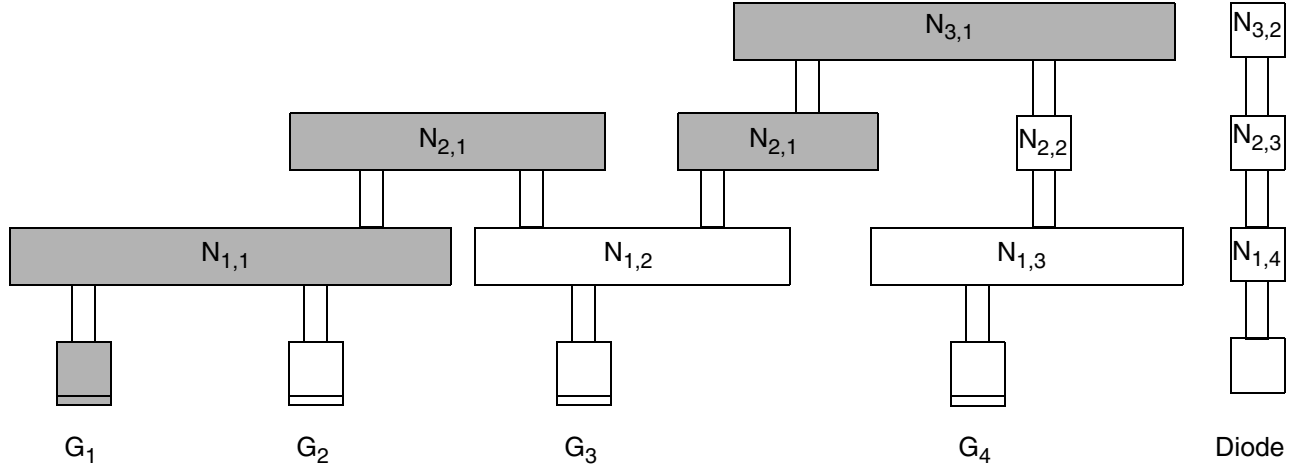 N3,1 N3,2
N2,1 N2,1 N2,2 N2,3
N1,1 N1,2 N1,3 N1,4
G1 G2 G3 G4 Diode